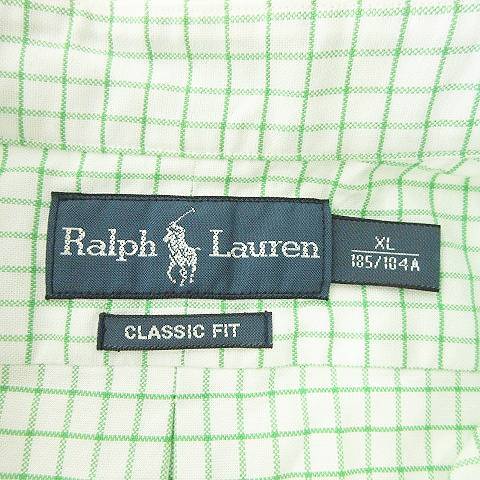 Ralph Lauren
XL
185/104A
CLASSIC FIT